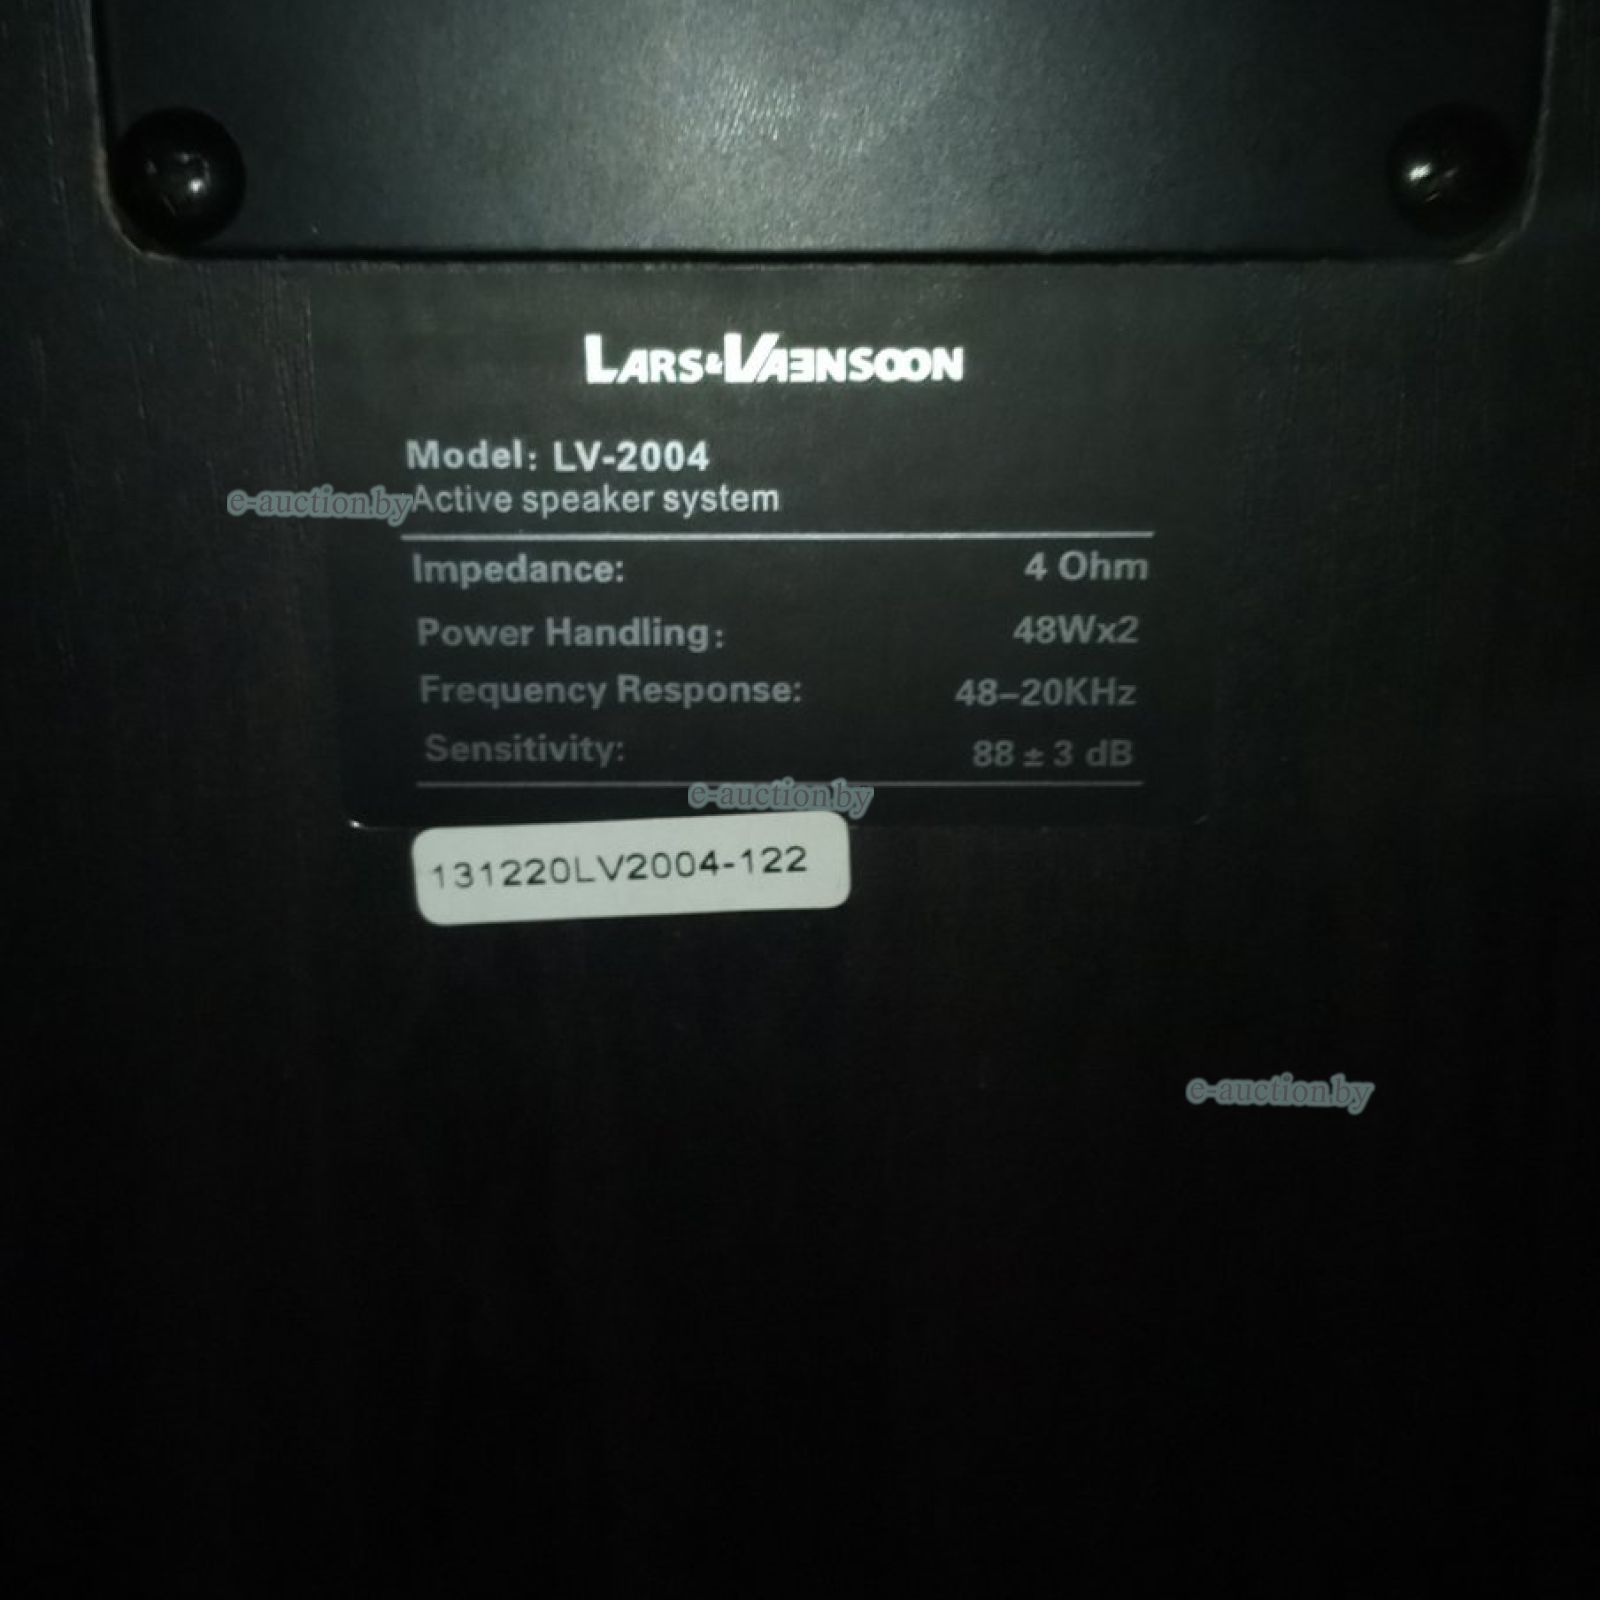 LARS&VAENSOON
Model: LV-2004
e-auction.by
Active speaker system
Impedance: 4 Ohm
Power Handling: 48Wx2
Frequency Response: 48–20KHz
Sensitivity: 88 ± 3 dB
e-auction.by
131220LV2004-122
e-auction.by